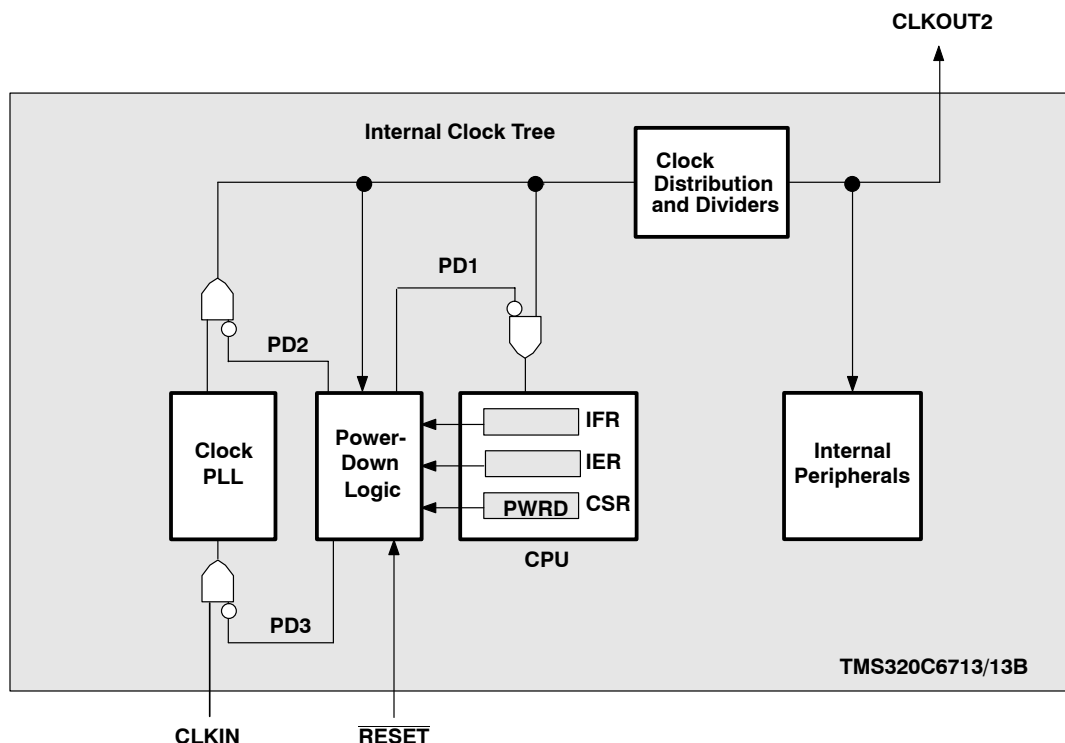 CLKOUT2
Internal Clock Tree
Clock
Distribution
and Dividers
PD1
PD2
Clock
PLL
Power-
Down
Logic
IFR
IER
PWRD
CSR
CPU
Internal
Peripherals
PD3
TMS320C6713/13B
CLKIN
RESET